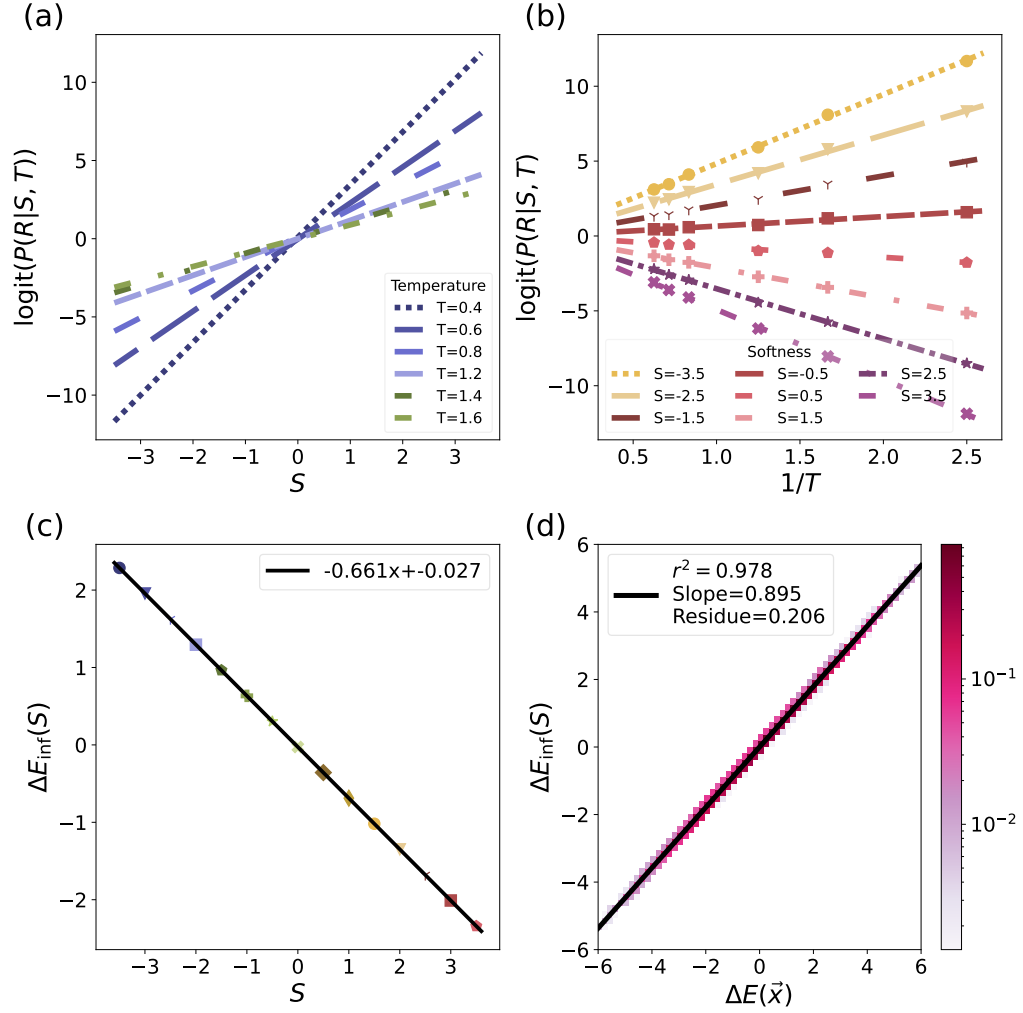 (a)
logit(P(R|S, T))
10
5
0
−5
−10
−3
−2
−1
0
1
2
3
S
Temperature
T=0.4
T=0.6
T=0.8
T=1.2
T=1.4
T=1.6
(b)
logit(P(R|S, T)
10
5
0
−5
−10
0.5
1.0
1.5
2.0
2.5
1/T
Softness
S=-3.5
S=-2.5
S=-1.5
S=-0.5
S=0.5
S=1.5
S=2.5
S=3.5
(c)
ΔE_inf(S)
2
1
0
−1
−2
−3
−2
−1
0
1
2
3
S
-0.661x+-0.027
(d)
ΔE_inf(S)
6
4
2
0
−2
−4
−6
−6
−4
−2
0
2
4
6
ΔE(x⃗)
r² = 0.978
Slope=0.895
Residue=0.206
10⁻¹
10⁻²